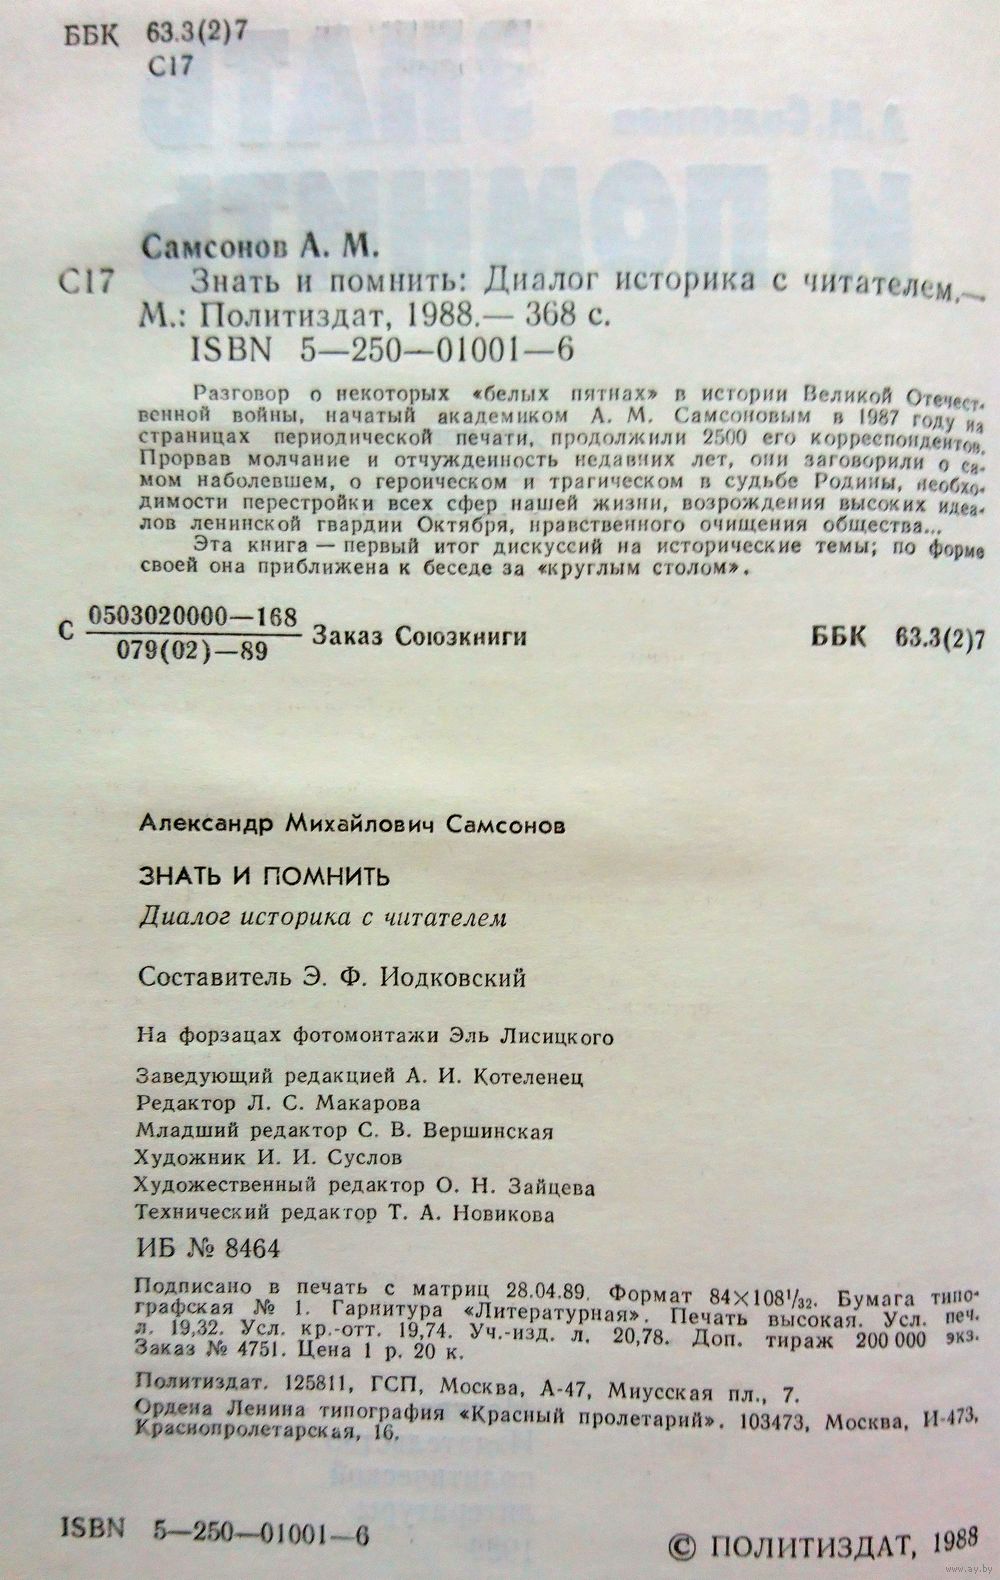 ББК 63.3(2)7
С17
Самсонов А. М.
С17 Знать и помнить: Диалог историка с читателем.—
М.: Политиздат, 1988.— 368 с.
ISBN 5—250—01001—6
Разговор о некоторых «белых пятнах» в истории Великой Отечест-
венной войны, начатый академиком А. М. Самсоновым в 1987 году на
страницах периодической печати, продолжили 2500 его корреспондентов.
Прорвав молчание и отчужденность недавних лет, они заговорили о са-
мом наболевшем, о героическом и трагическом в судьбе Родины, необхо-
димости перестройки всех сфер нашей жизни, возрождения высоких идеа-
лов ленинской гвардии Октября, нравственного очищения общества...
Эта книга — первый итог дискуссий на исторические темы; по форме
своей она приближена к беседе за «круглым столом».
С 0503020000—168
079(02)—89 Заказ Союзкниги ББК 63.3(2)7
Александр Михайлович Самсонов
ЗНАТЬ И ПОМНИТЬ
Диалог историка с читателем
Составитель Э. Ф. Иодковский
На форзацах фотомонтажи Эль Лисицкого
Заведующий редакцией А. И. Котеленец
Редактор Л. С. Макарова
Младший редактор С. В. Вершинская
Художник И. И. Суслов
Художественный редактор О. Н. Зайцева
Технический редактор Т. А. Новикова
ИБ № 8464
Подписано в печать с матриц 28.04.89. Формат 84×108¹/₃₂. Бумага типо-
графская № 1. Гарнитура «Литературная». Печать высокая. Усл. печ.
л. 19,32. Усл. кр.-отт. 19,74. Уч.-изд. л. 20,78. Доп. тираж 200 000 экз.
Заказ № 4751. Цена 1 р. 20 к.
Политиздат. 125811, ГСП, Москва, А-47, Миусская пл., 7.
Ордена Ленина типография «Красный пролетарий». 103473, Москва, И-473,
Краснопролетарская, 16.
ISBN 5—250—01001—6
© ПОЛИТИЗДАТ, 1988
www.ay.by